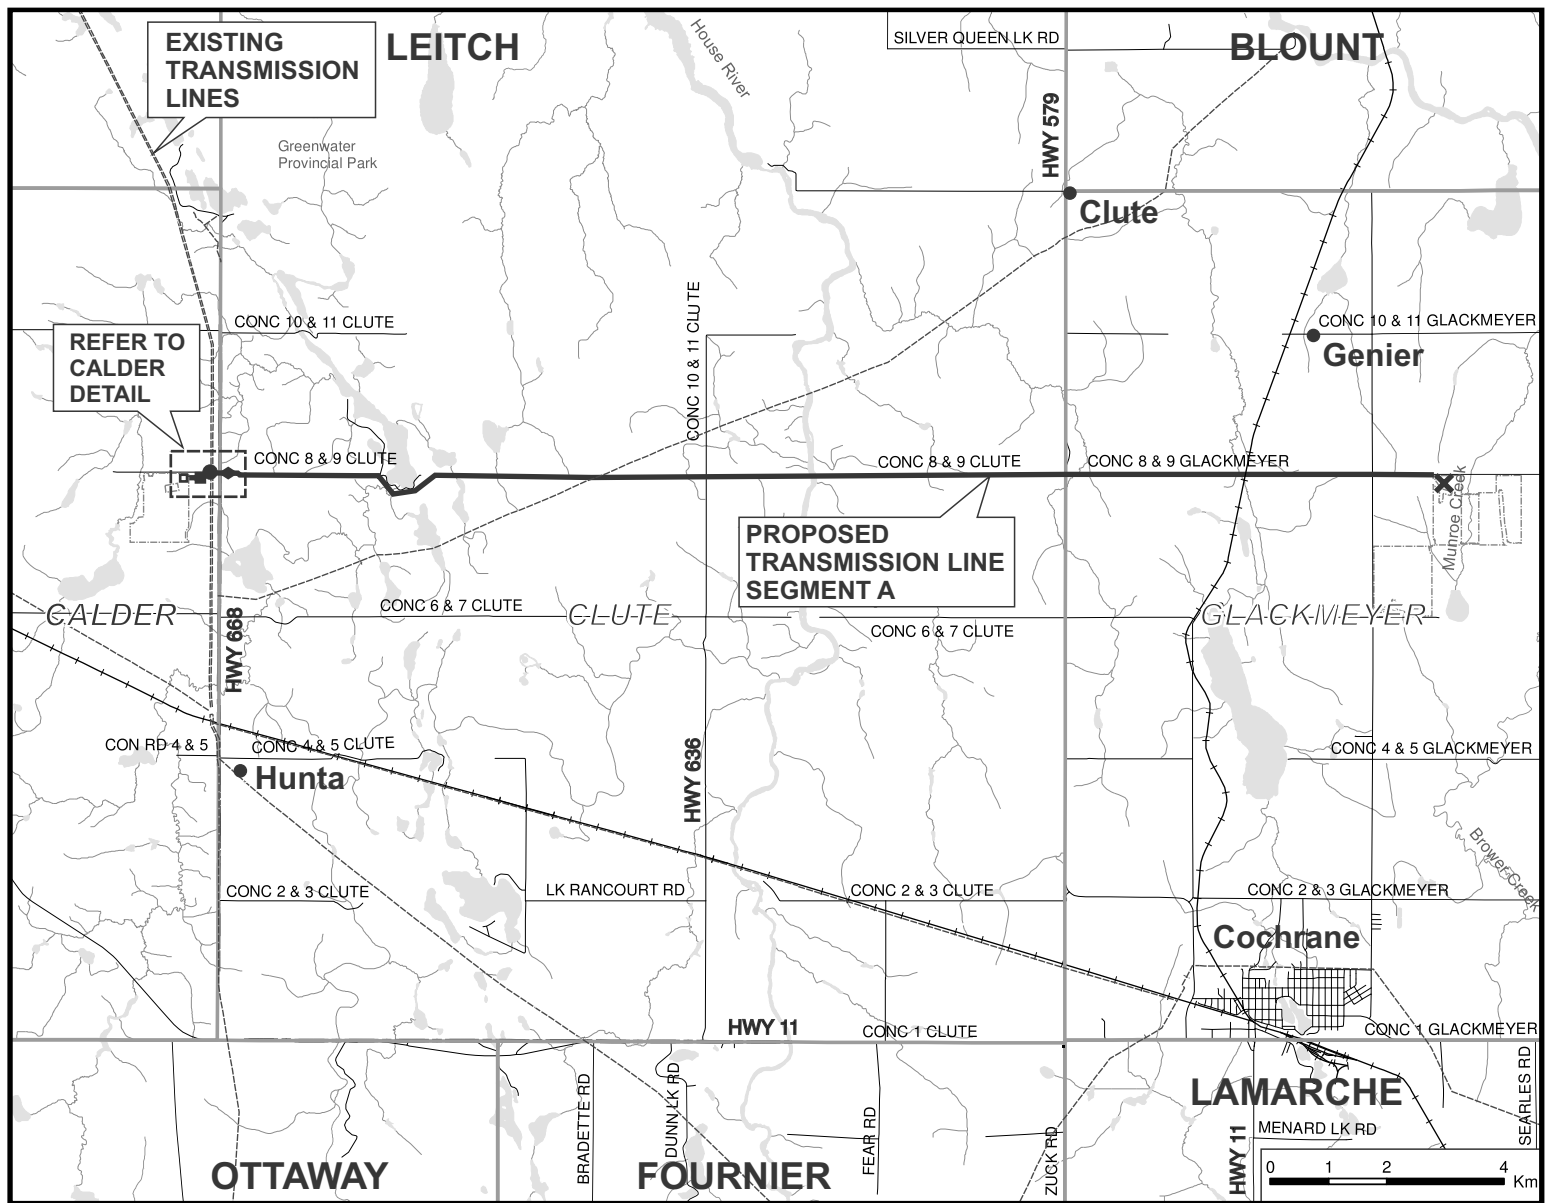 EXISTING
TRANSMISSION
LINES
LEITCH
House River
SILVER QUEEN LK RD
BLOUNT
HWY 579
Greenwater
Provincial Park
Clute
CONC 10 & 11 CLUTE
CONC 10 & 11 CLUTE
CONC 10 & 11 GLACKMEYER
Genier
REFER TO
CALDER
DETAIL
CONC 8 & 9 CLUTE
CONC 8 & 9 CLUTE
CONC 8 & 9 GLACKMEYER
Munroe Creek
PROPOSED
TRANSMISSION LINE
SEGMENT A
CALDER
CONC 6 & 7 CLUTE
CLUTE
CONC 6 & 7 CLUTE
GLACKMEYER
HWY 668
CON RD 4 & 5
CONC 4 & 5 CLUTE
CONC 4 & 5 GLACKMEYER
Hunta
HWY 636
Brower Creek
CONC 2 & 3 CLUTE
LK RANCOURT RD
CONC 2 & 3 CLUTE
CONC 2 & 3 GLACKMEYER
Cochrane
HWY 11
CONC 1 CLUTE
CONC 1 GLACKMEYER
LAMARCHE
BRADETTE RD
DUNN LK RD
FEAR RD
ZUCK RD
HWY 11
MENARD LK RD
SEARLES RD
OTTAWAY
FOURNIER
0 1 2 4
Km